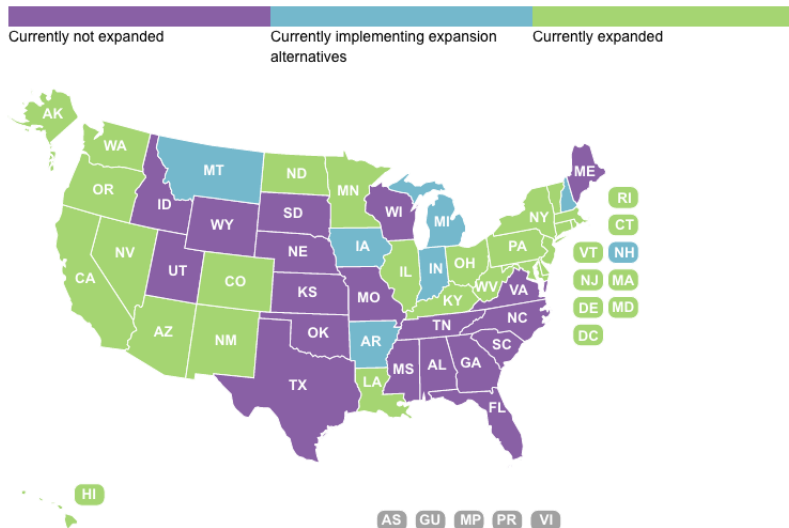 Currently not expanded
Currently implementing expansion
alternatives
Currently expanded
AK
WA
MT
ND
MN
ME
OR
ID
SD
WI
MI
RI
WY
NY
CT
NV
NE
IA
PA
VT NH
CA
UT
CO
IL
IN
OH
NJ MA
KS
MO
KY
WV
VA
DE MD
AZ
NM
OK
AR
TN
NC
DC
TX
LA
MS
AL
GA
SC
FL
HI
AS GU MP PR VI